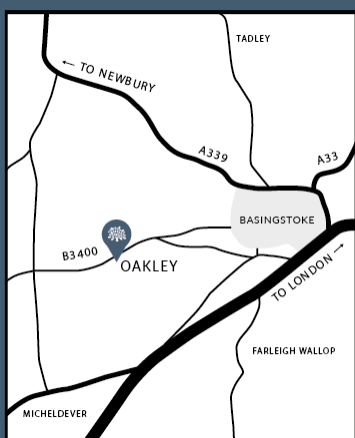 TADLEY
← TO NEWBURY
A339
A33
BASINGSTOKE
B3400
OAKLEY
TO LONDON →
FARLEIGH WALLOP
MICHELDEVER